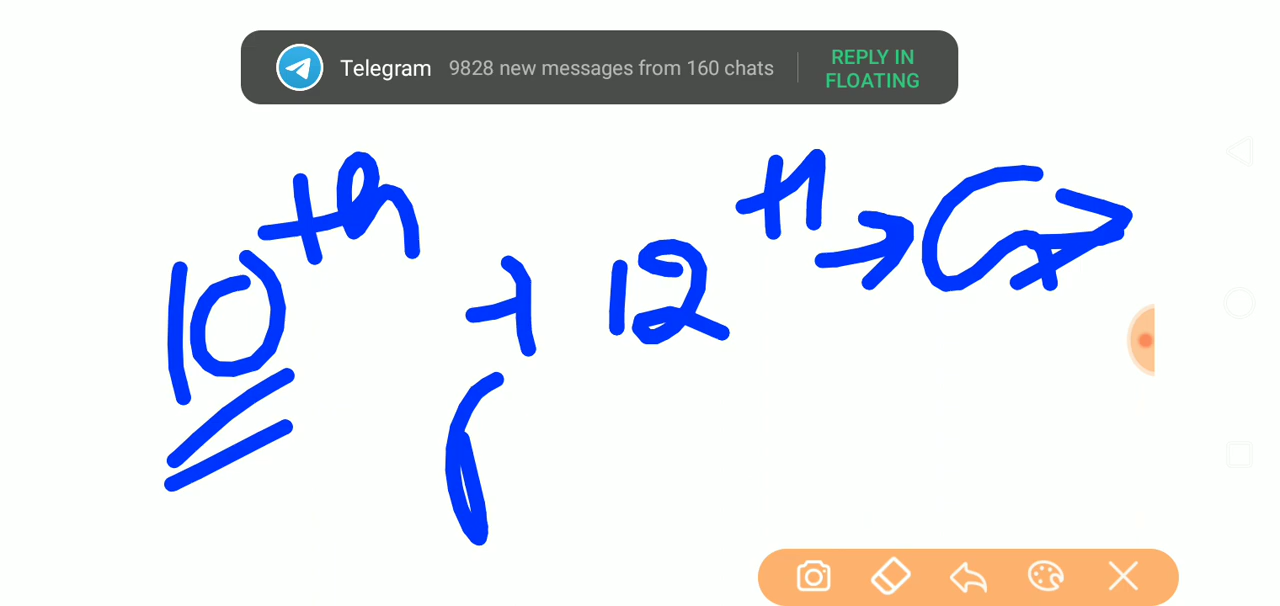 Telegram 9828 new messages from 160 chats REPLY IN FLOATING
10th + 12th →